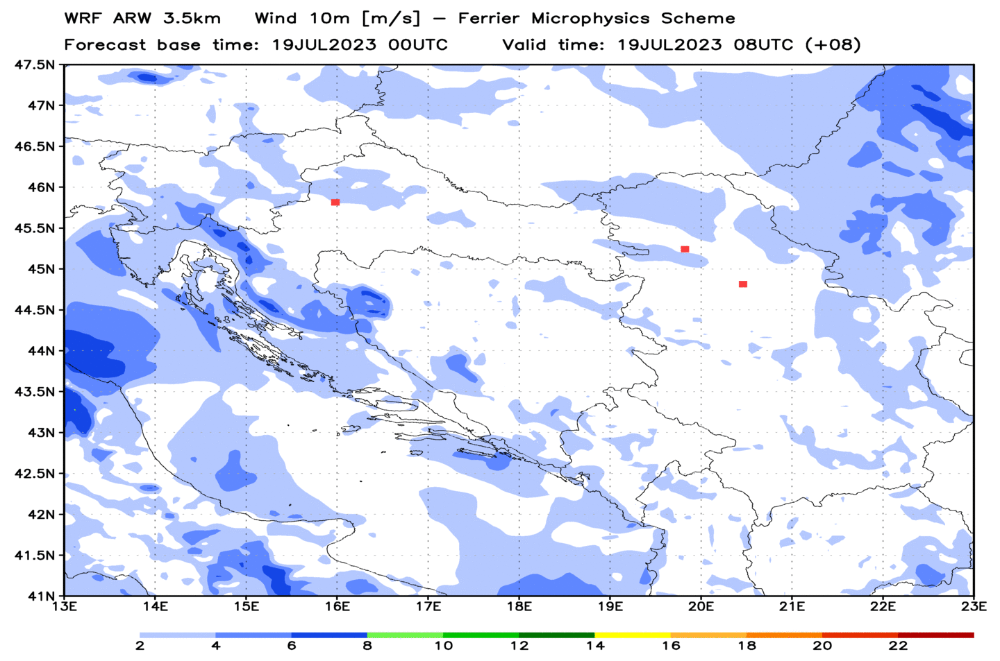 WRF ARW 3.5km Wind 10m [m/s] – Ferrier Microphysics Scheme
Forecast base time: 19JUL2023 00UTC Valid time: 19JUL2023 08UTC (+08)
47.5N
47N
46.5N
46N
45.5N
45N
44.5N
44N
43.5N
43N
42.5N
42N
41.5N
41N
13E 14E 15E 16E 17E 18E 19E 20E 21E 22E 23E
2 4 6 8 10 12 14 16 18 20 22